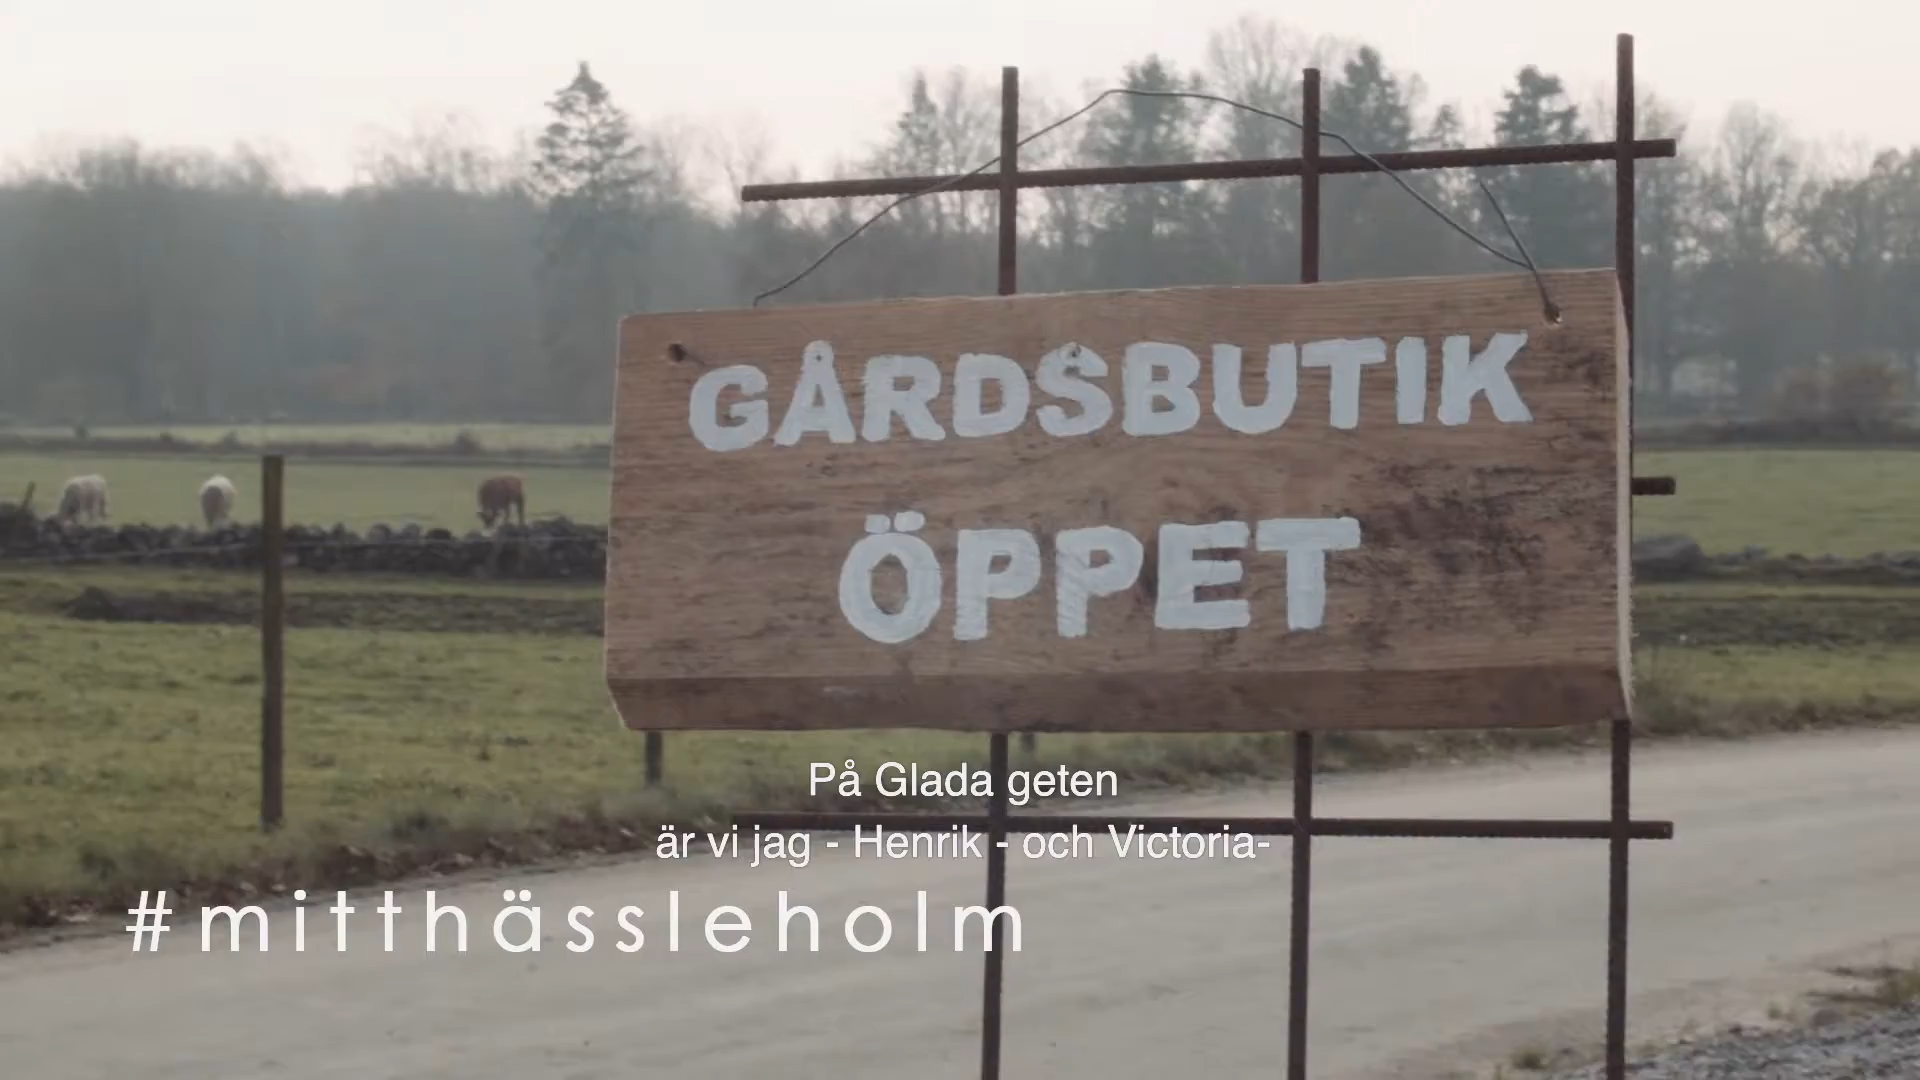 GÅRDSBUTIK
ÖPPET
På Glada geten
är vi jag - Henrik - och Victoria-
#mitthässleholm